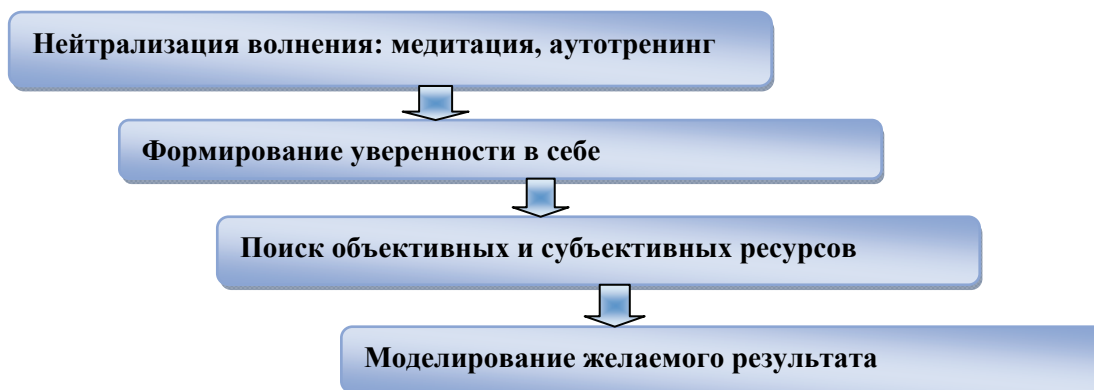 Нейтрализация волнения: медитация, аутотренинг
Формирование уверенности в себе
Поиск объективных и субъективных ресурсов
Моделирование желаемого результата